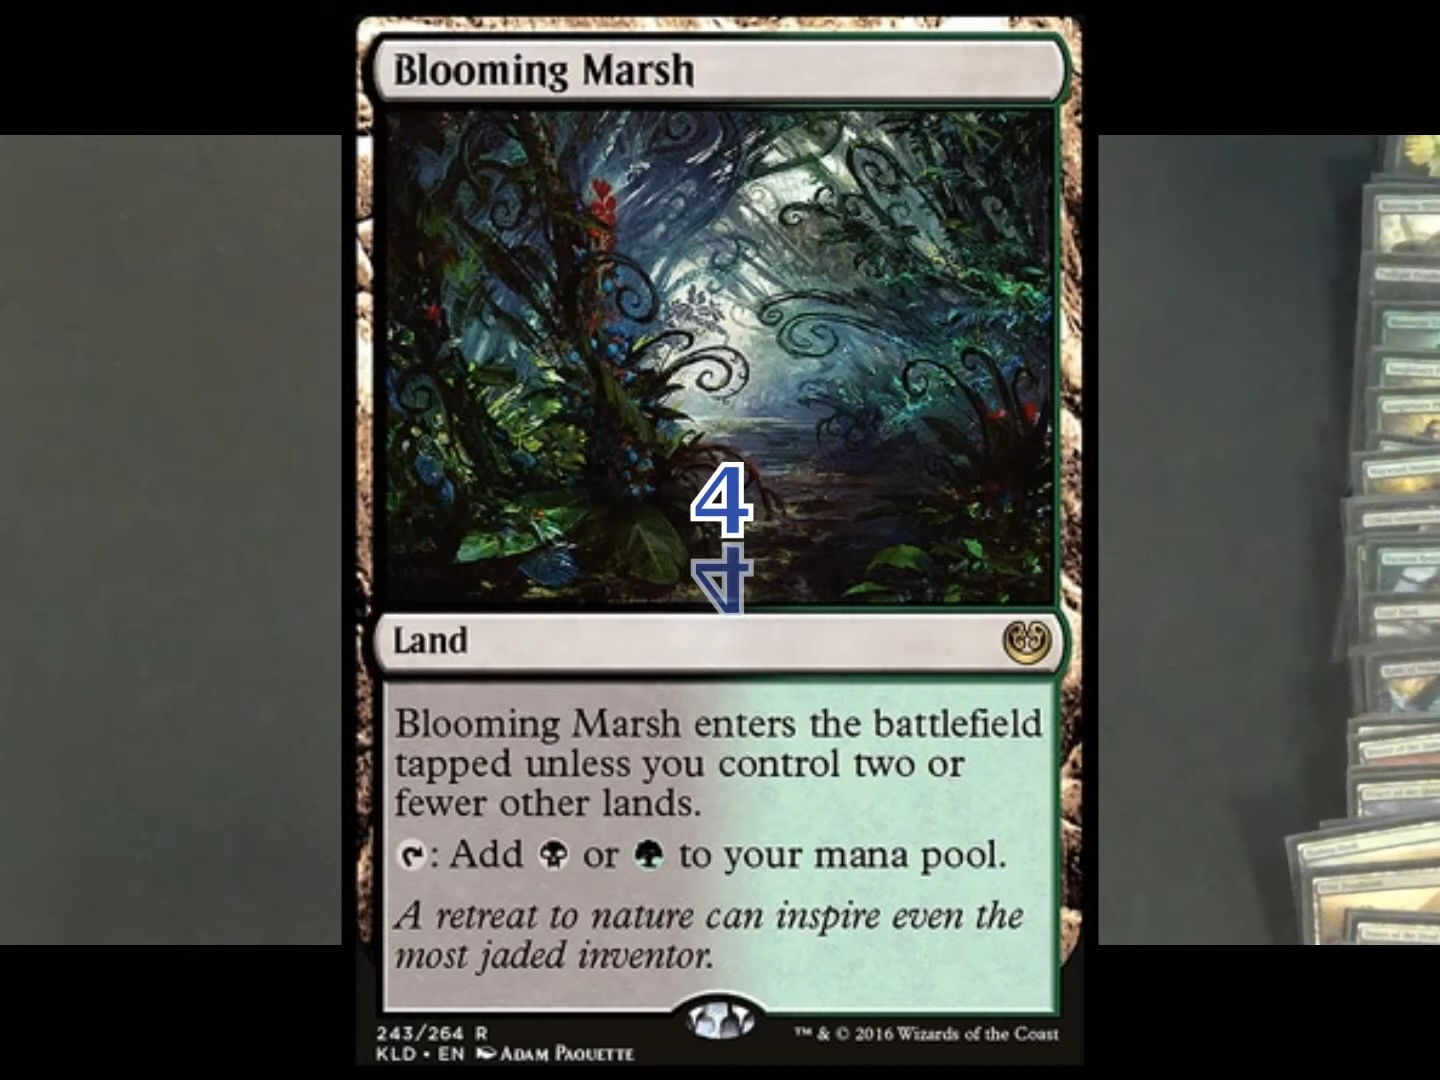 Blooming Marsh
4
Land
Blooming Marsh enters the battlefield
tapped unless you control two or
fewer other lands.
: Add or to your mana pool.
A retreat to nature can inspire even the
most jaded inventor.
243/264 R
KLD • EN ADAM PAQUETTE
™ & © 2016 Wizards of the Coast